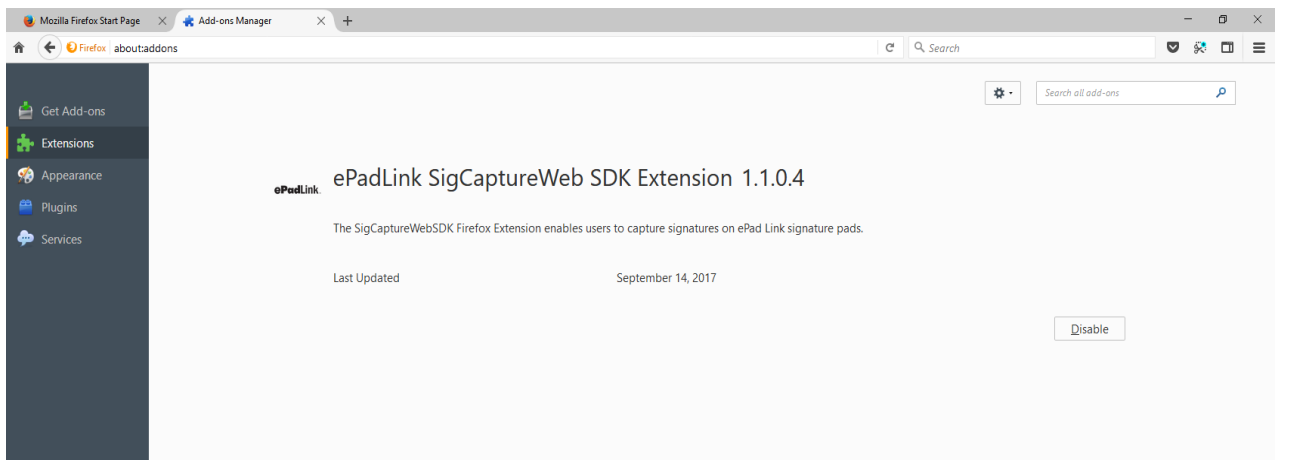 Mozilla Firefox Start Page
Add-ons Manager
Firefox about:addons
Search
Search all add-ons
Get Add-ons
Extensions
Appearance
Plugins
Services
ePadLink
ePadLink SigCaptureWeb SDK Extension 1.1.0.4
The SigCaptureWebSDK Firefox Extension enables users to capture signatures on ePad Link signature pads.
Last Updated September 14, 2017
Disable